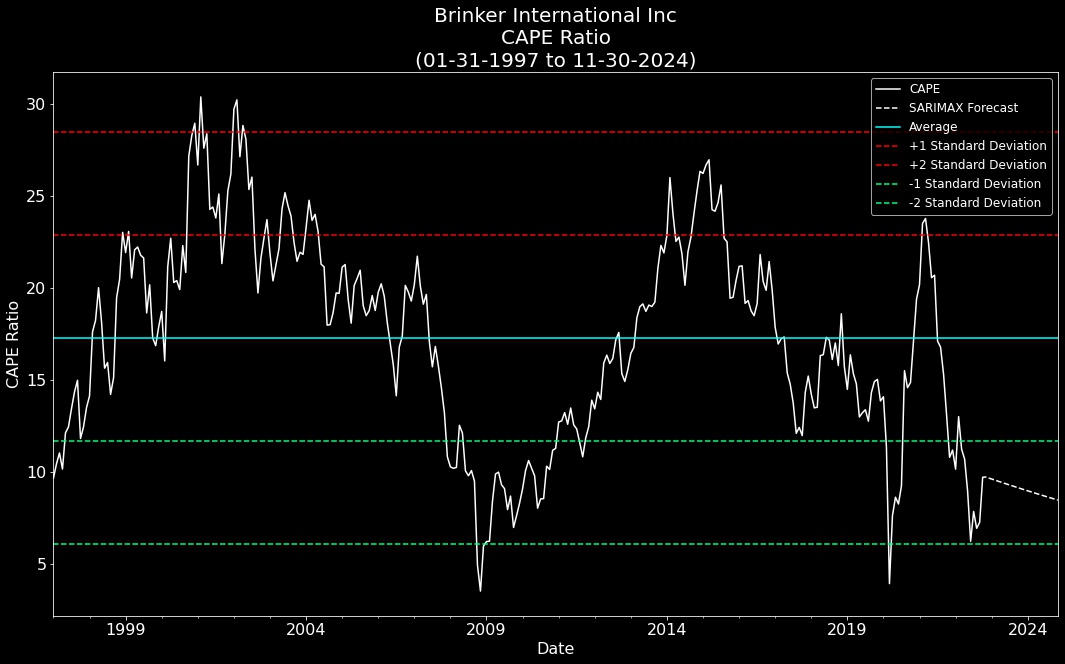 Brinker International Inc
CAPE Ratio
(01-31-1997 to 11-30-2024)
CAPE
SARIMAX Forecast
Average
+1 Standard Deviation
+2 Standard Deviation
-1 Standard Deviation
-2 Standard Deviation
CAPE Ratio
30
25
20
15
10
5
1999
2004
2009
2014
2019
2024
Date